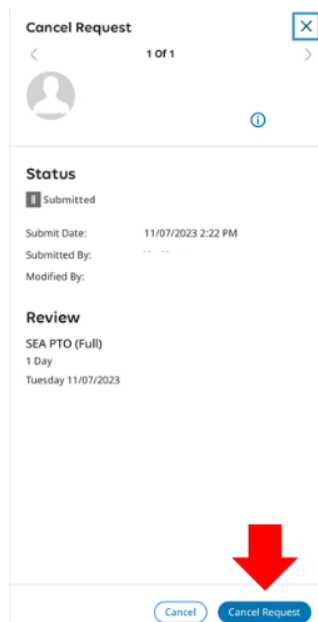 Cancel Request
1 Of 1
Status
Submitted
Submit Date: 11/07/2023 2:22 PM
Submitted By:
Modified By:
Review
SEA PTO (Full)
1 Day
Tuesday 11/07/2023
Cancel Cancel Request